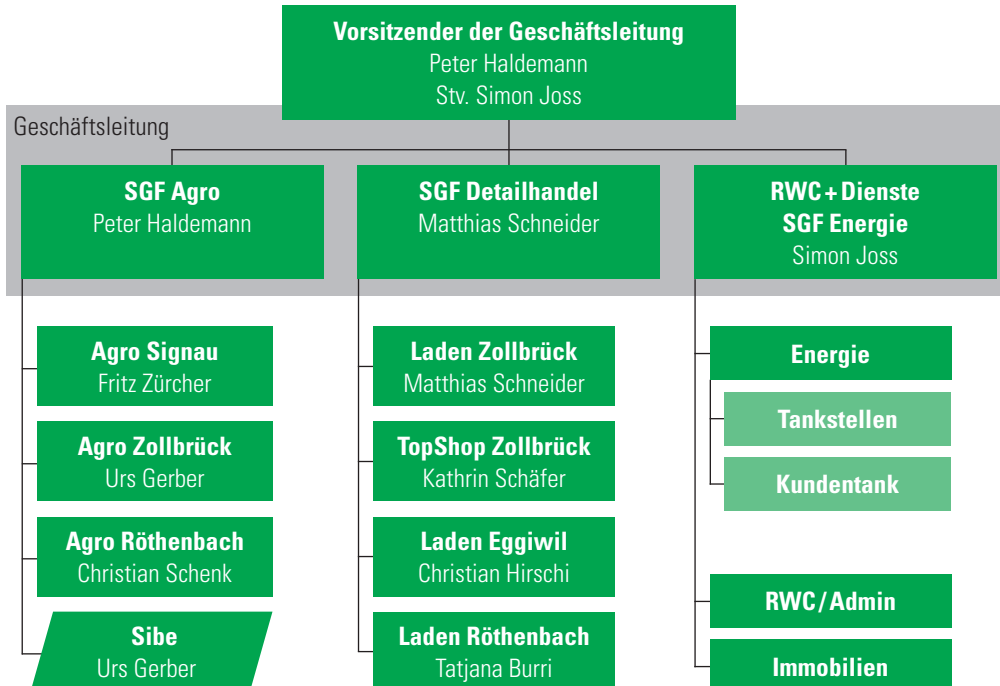 Vorsitzender der Geschäftsleitung
Peter Haldemann
Stv. Simon Joss
Geschäftsleitung
SGF Agro
Peter Haldemann
SGF Detailhandel
Matthias Schneider
RWC + Dienste
SGF Energie
Simon Joss
Agro Signau
Fritz Zürcher
Agro Zollbrück
Urs Gerber
Agro Röthenbach
Christian Schenk
Sibe
Urs Gerber
Laden Zollbrück
Matthias Schneider
TopShop Zollbrück
Kathrin Schäfer
Laden Eggiwil
Christian Hirschi
Laden Röthenbach
Tatjana Burri
Energie
Tankstellen
Kundentank
RWC / Admin
Immobilien